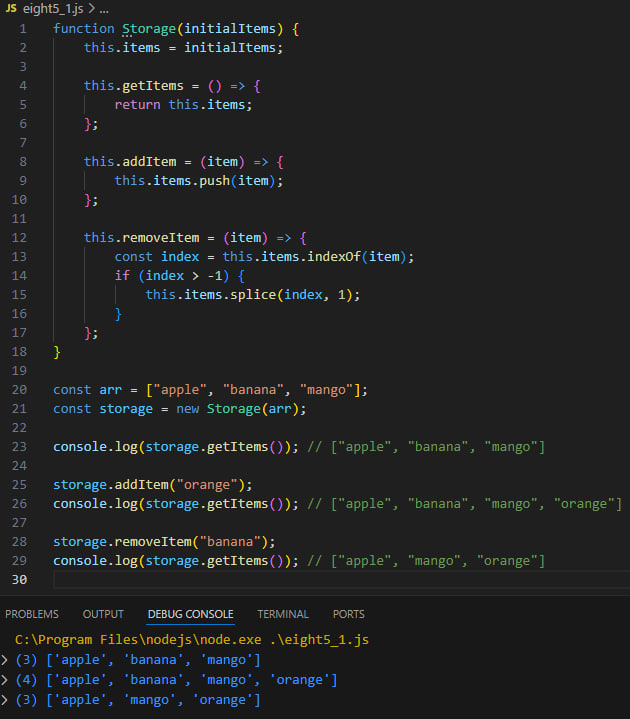 JS eight5_1.js > ...
1 function Storage(initialItems) {
2     this.items = initialItems;
3
4     this.getItems = () => {
5         return this.items;
6     };
7
8     this.addItem = (item) => {
9         this.items.push(item);
10     };
11
12     this.removeItem = (item) => {
13         const index = this.items.indexOf(item);
14         if (index > -1) {
15             this.items.splice(index, 1);
16         }
17     };
18 }
19
20 const arr = ["apple", "banana", "mango"];
21 const storage = new Storage(arr);
22
23 console.log(storage.getItems()); // ["apple", "banana", "mango"]
24
25 storage.addItem("orange");
26 console.log(storage.getItems()); // ["apple", "banana", "mango", "orange"]
27
28 storage.removeItem("banana");
29 console.log(storage.getItems()); // ["apple", "mango", "orange"]
30
PROBLEMS OUTPUT DEBUG CONSOLE TERMINAL PORTS
C:\Program Files\nodejs\node.exe .\eight5_1.js
> (3) ['apple', 'banana', 'mango']
> (4) ['apple', 'banana', 'mango', 'orange']
> (3) ['apple', 'mango', 'orange']